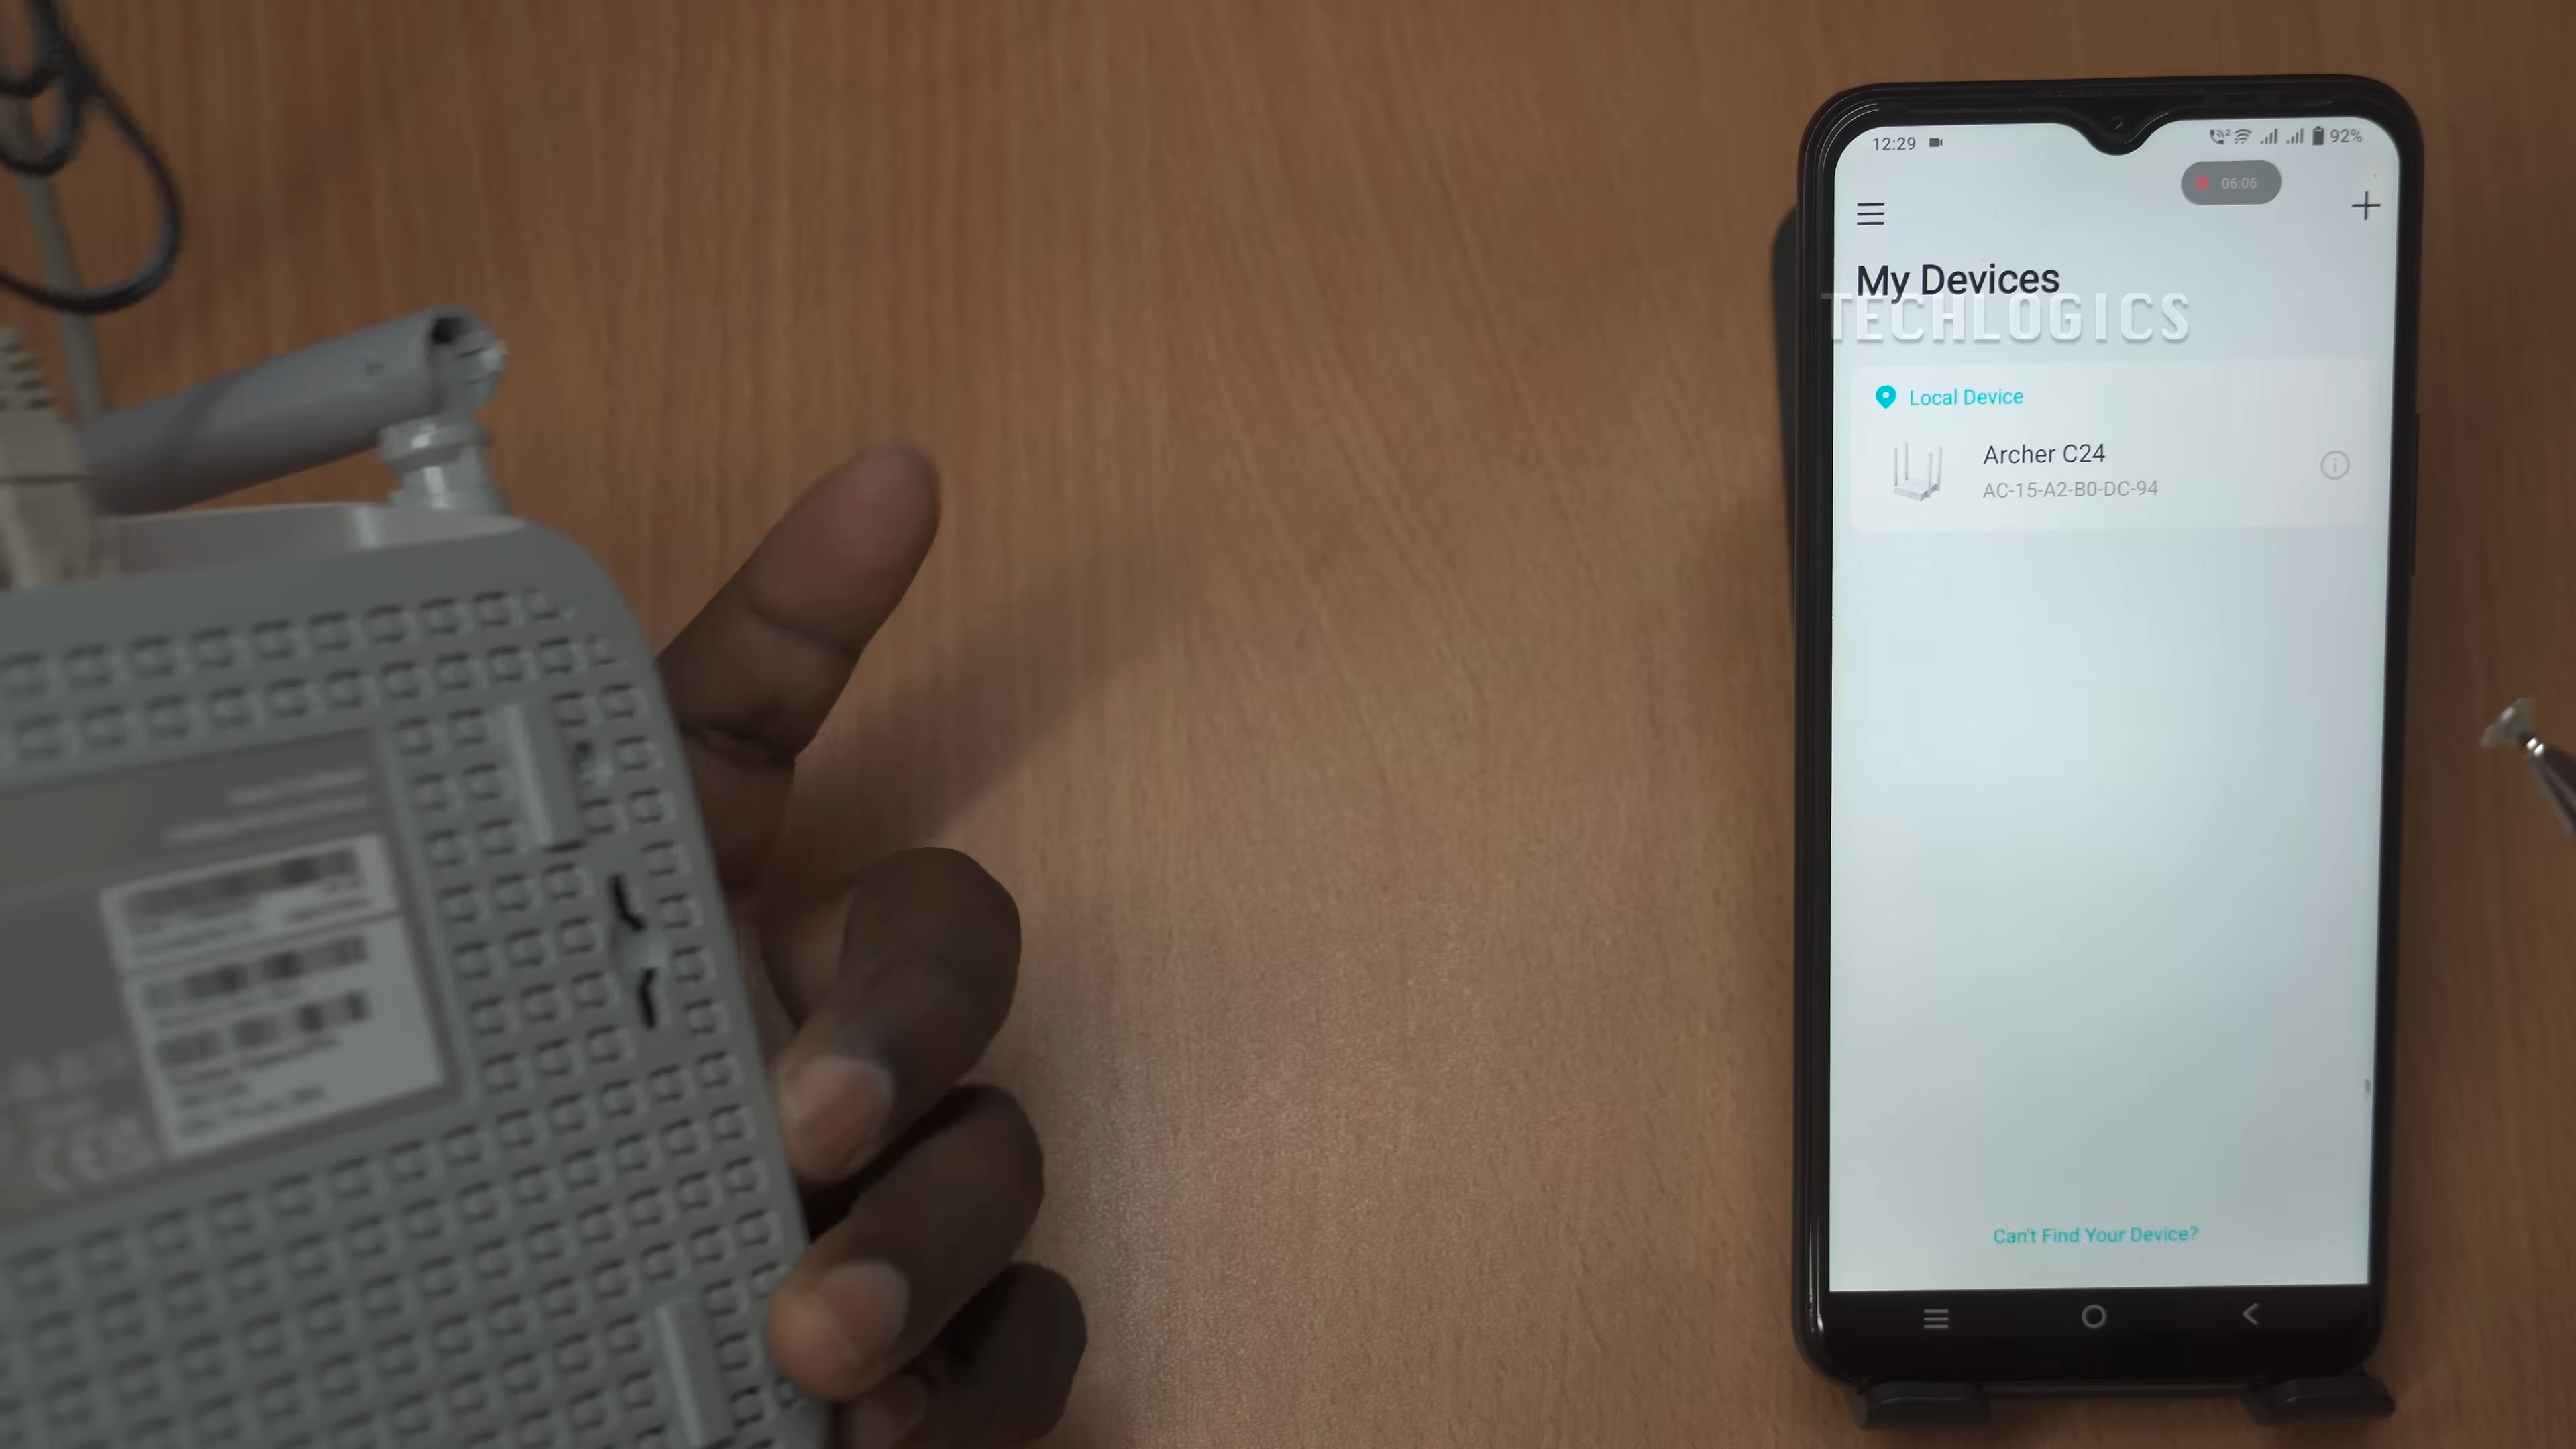 12:29
92%
06:05
My Devices
TECHLOGICS
Local Device
Archer C24
AC-15-A2-B0-DC-94
Can't Find Your Device?